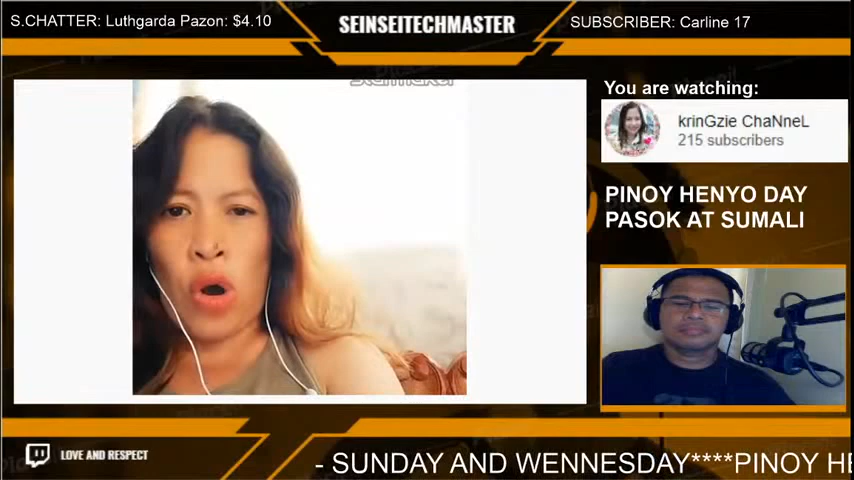 S.CHATTER: Luthgarda Pazon: $4.10
SEINSEITECHMASTER
SUBSCRIBER: Carline 17
StarMaker
You are watching:
krinGzie ChaNneL
215 subscribers
PINOY HENYO DAY
PASOK AT SUMALI
LOVE AND RESPECT
- SUNDAY AND WENNESDAY****PINOY HE